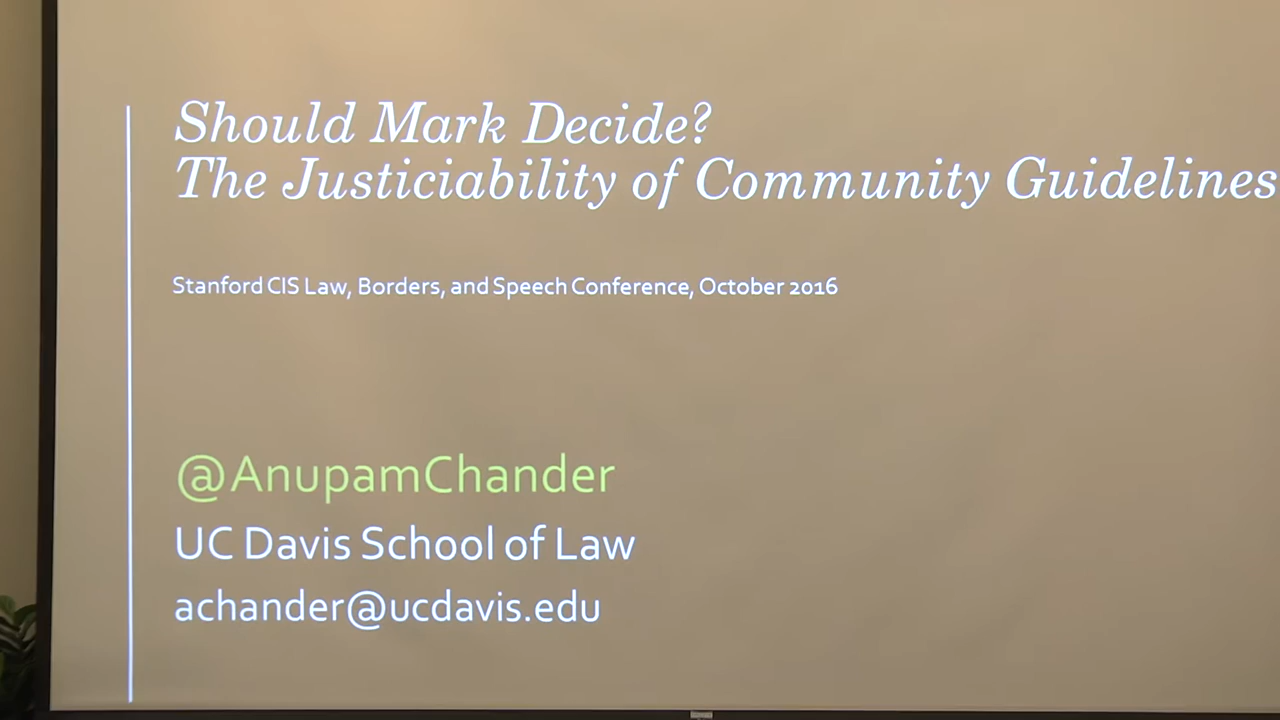 Should Mark Decide?
The Justiciability of Community Guidelines
Stanford CIS Law, Borders, and Speech Conference, October 2016
@AnupamChander
UC Davis School of Law
achander@ucdavis.edu